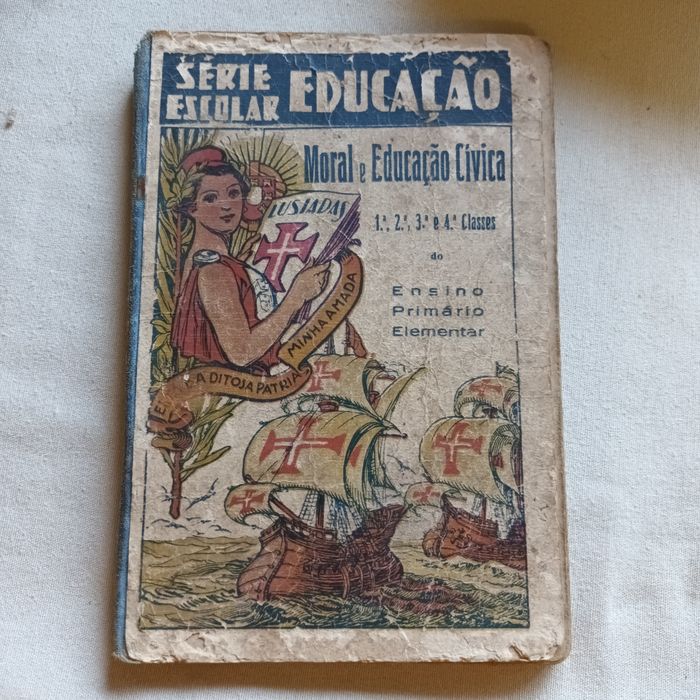 SÉRIE
ESCOLAR
EDUCAÇÃO
Moral e Educação Cívica
1.ª, 2.ª, 3.ª e 4.ª Classes
do
Ensino
Primário
Elementar
LUSIADAS
DITOSA PATRIA
MINHA AMADA